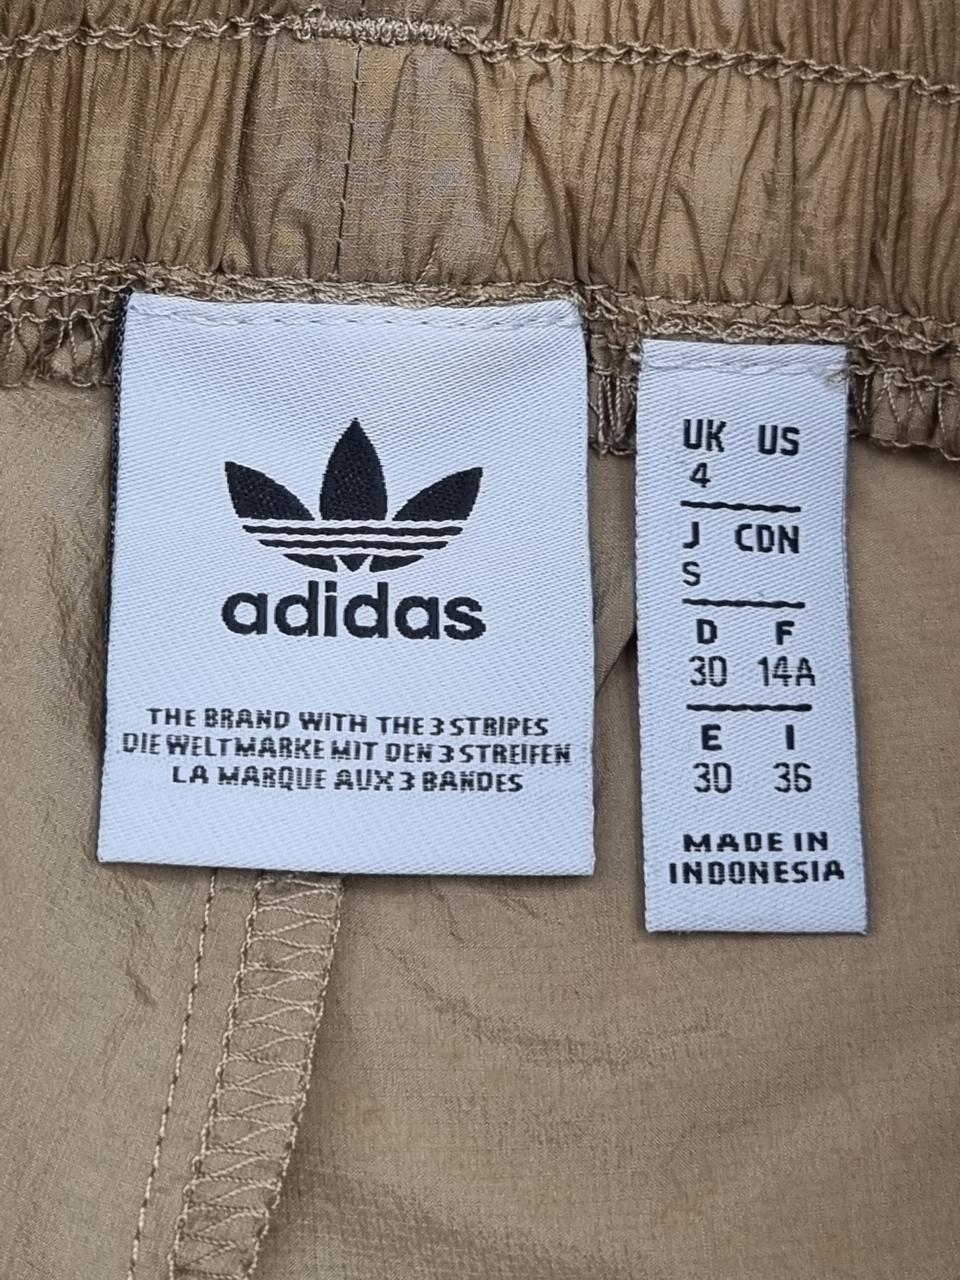 adidas
THE BRAND WITH THE 3 STRIPES
DIE WELTMARKE MIT DEN 3 STREIFEN
LA MARQUE AUX 3 BANDES
UK US
4
J CDN
S
D F
30 14A
E I
30 36
MADE IN
INDONESIA